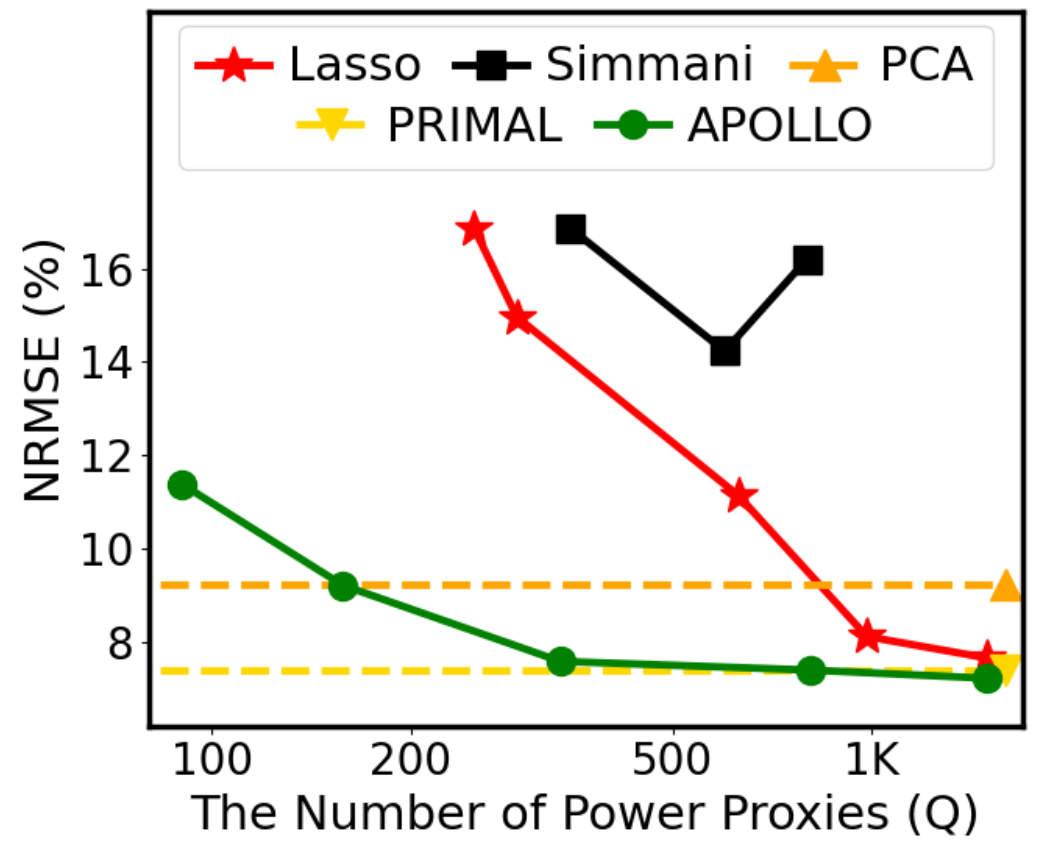 Lasso Simmani PCA
PRIMAL APOLLO
NRMSE (%)
16
14
12
10
8
100 200 500 1K
The Number of Power Proxies (Q)